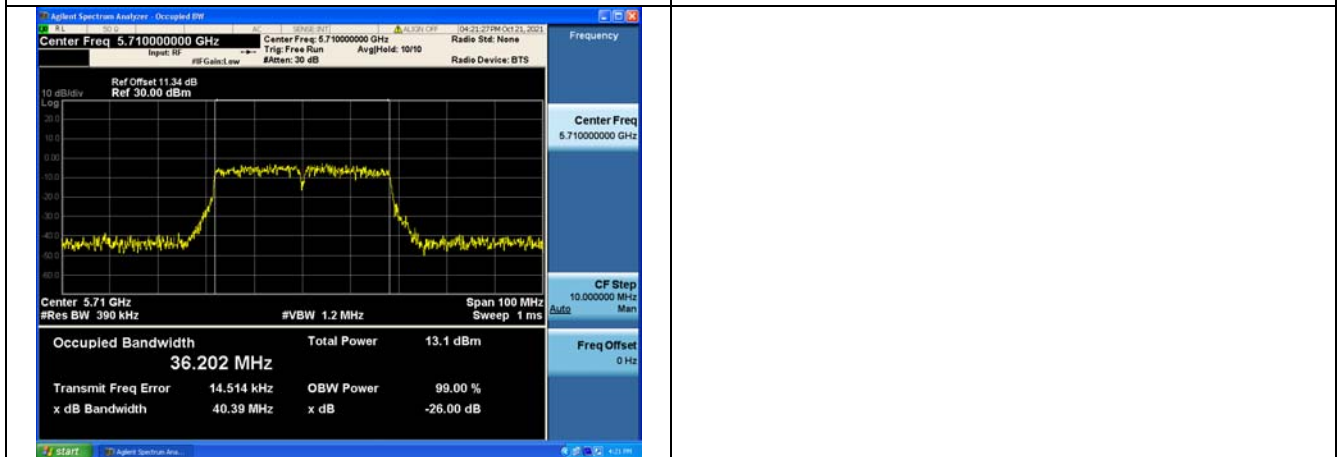 Agilent Spectrum Analyzer - Occupied BW
RL 50 Ω AC SENSE:INT ALIGN OFF 04:21:27 PM Oct 21, 2021
Center Freq 5.710000000 GHz
Input: RF
#IFGain:Low
Center Freq: 5.710000000 GHz
Trig: Free Run Avg|Hold: 10/10
#Atten: 30 dB
Radio Std: None
Radio Device: BTS
Frequency
Ref Offset 11.34 dB
10 dB/div Ref 30.00 dBm
Log
20.0
10.0
0.00
-10.0
-20.0
-30.0
-40.0
-50.0
-60.0
Center Freq
5.710000000 GHz
Center 5.71 GHz Span 100 MHz
#Res BW 390 kHz #VBW 1.2 MHz Sweep 1 ms
CF Step
10.000000 MHz
Auto Man
Occupied Bandwidth Total Power 13.1 dBm
36.202 MHz
Transmit Freq Error 14.514 kHz OBW Power 99.00 %
x dB Bandwidth 40.39 MHz x dB -26.00 dB
Freq Offset
0 Hz
start Agilent Spectrum Ana... 4:21 PM